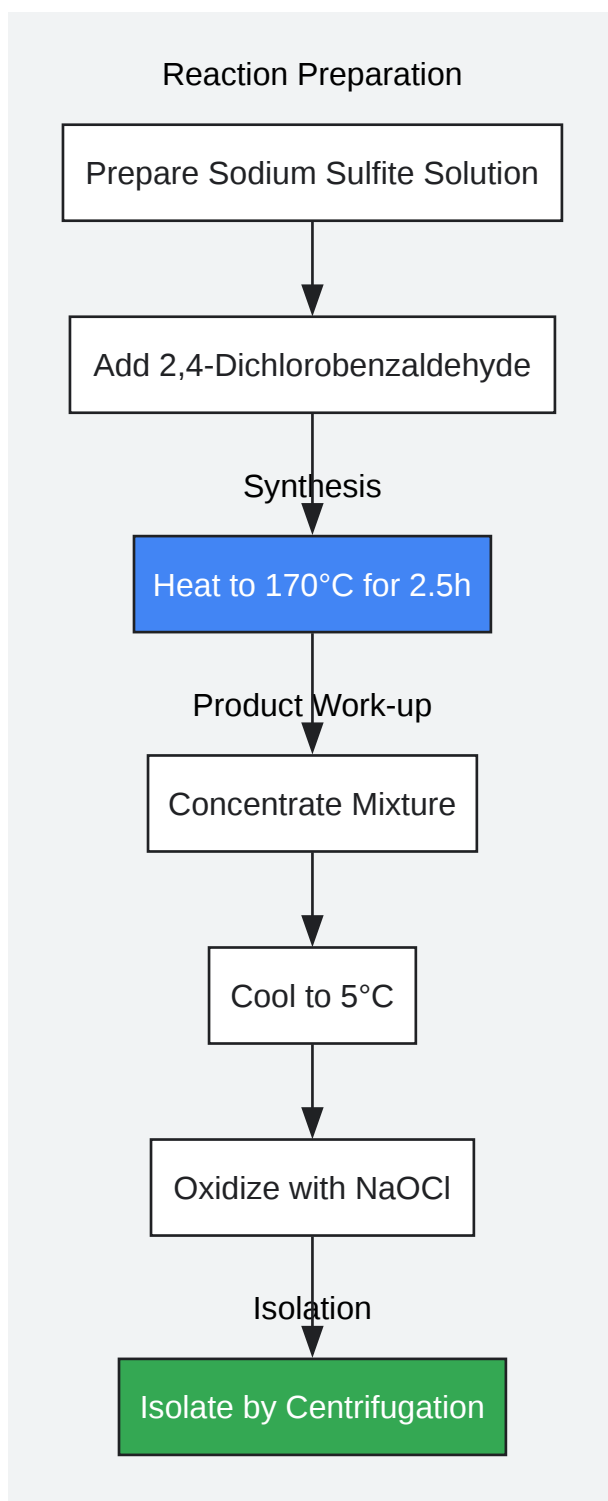 Reaction Preparation
Prepare Sodium Sulfite Solution
Add 2,4-Dichlorobenzaldehyde
Synthesis
Heat to 170°C for 2.5h
Product Work-up
Concentrate Mixture
Cool to 5°C
Oxidize with NaOCl
Isolation
Isolate by Centrifugation